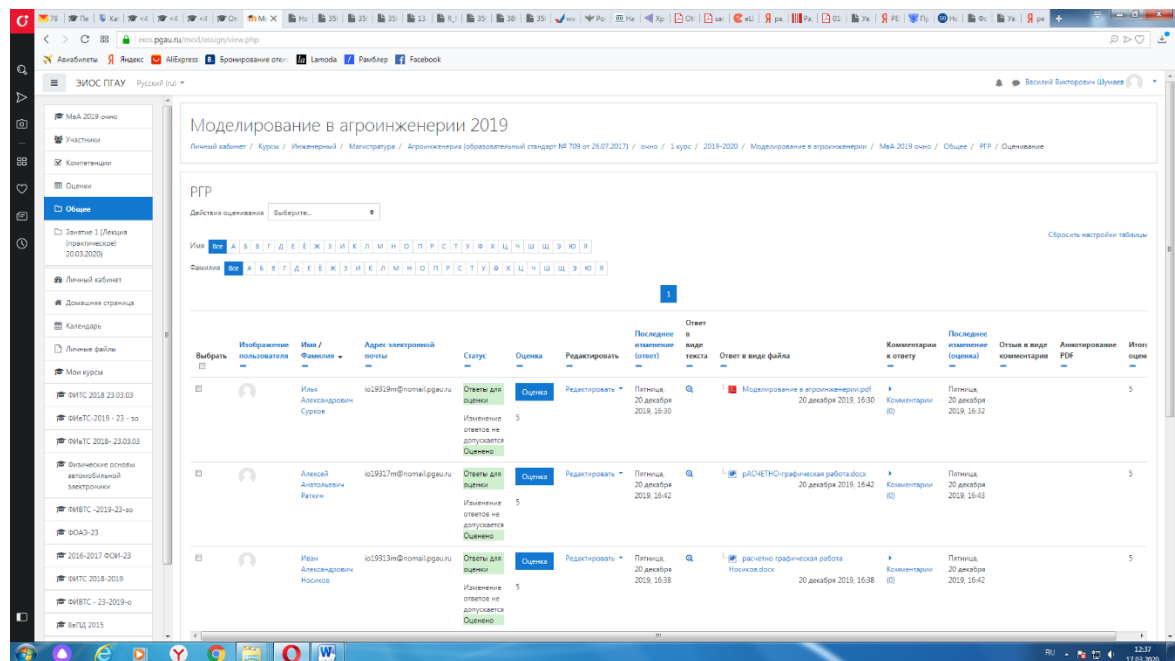 eios.pgau.ru/mod/assign/view.php
Авиабилеты Яндекс AliExpress Lamoda Рамблер Facebook
ЭИОС ПГАУ Русский (ru)
Василий Викторович Шумаев
МвА 2019 очно
Участники
Компетенции
Оценки
Общее
Занятие 1 (Лекция
(практическое)
20.03.2020)
Личный кабинет
Домашняя страница
Календарь
Личные файлы
Мои курсы
ФИТС 2018 23.03.03
ФИвТС-2019 - 23 - зо
ФИвТС 2018- 23.03.03
Физические основы
автомобильной
электроники
ФИВТС -2019-23-зо
ФОАЭ-23
2016-2017 ФОИ-23
ФИТС 2018-2019
ФИВТС - 23-2019-о
ВвПД 2015
Моделирование в агроинженерии 2019
Личный кабинет / Курсы / Инженерный / Магистратура / Агроинженерия (образовательный стандарт № 709 от 26.07.2017) / очно / 1 курс / 2019-2020 / Моделирование в агроинженерии / МвА 2019 очно / Общее / РГР / Оценивание
РГР
Действия оценивания Выберите...
Сбросить настройки таблицы
Имя Все А Б В Г Д Е Ё Ж З И К Л М Н О П Р С Т У Ф Х Ц Ч Ш Щ Э Ю Я
Фамилия Все А Б В Г Д Е Ё Ж З И К Л М Н О П Р С Т У Ф Х Ц Ч Ш Щ Э Ю Я
1
Выбрать
Изображение
пользователя
Имя /
Фамилия
Адрес электронной
почты
Статус
Оценка
Редактировать
Последнее
изменение
(ответ)
Ответ
в
виде
текста
Ответ в виде файла
Комментарии
к ответу
Последнее
изменение
(оценка)
Отзыв в виде
комментария
Аннотирование
PDF
Итого
оцен
Илья
Александрович
Сурков
io19319m@nomail.pgau.ru
Ответы для
оценки
Изменение
ответов не
допускается
Оценено
Оценка
5
Редактировать
Пятница,
20 декабря
2019, 16:30
Моделирование в агроинженерии.pdf
20 декабря 2019, 16:30
Комментарии
(0)
Пятница,
20 декабря
2019, 16:32
5
Алексей
Анатольевич
Раткин
io19317m@nomail.pgau.ru
Ответы для
оценки
Изменение
ответов не
допускается
Оценено
Оценка
5
Редактировать
Пятница,
20 декабря
2019, 16:42
рАСЧЕТНО-графическая работа.docx
20 декабря 2019, 16:42
Комментарии
(0)
Пятница,
20 декабря
2019, 16:43
5
Иван
Александрович
Носиков
io19313m@nomail.pgau.ru
Ответы для
оценки
Изменение
ответов не
допускается
Оценено
Оценка
5
Редактировать
Пятница,
20 декабря
2019, 16:38
расчетно графическая работа
Носиков.docx
20 декабря 2019, 16:38
Комментарии
(0)
Пятница,
20 декабря
2019, 16:42
5
RU
12:37
17.03.2020